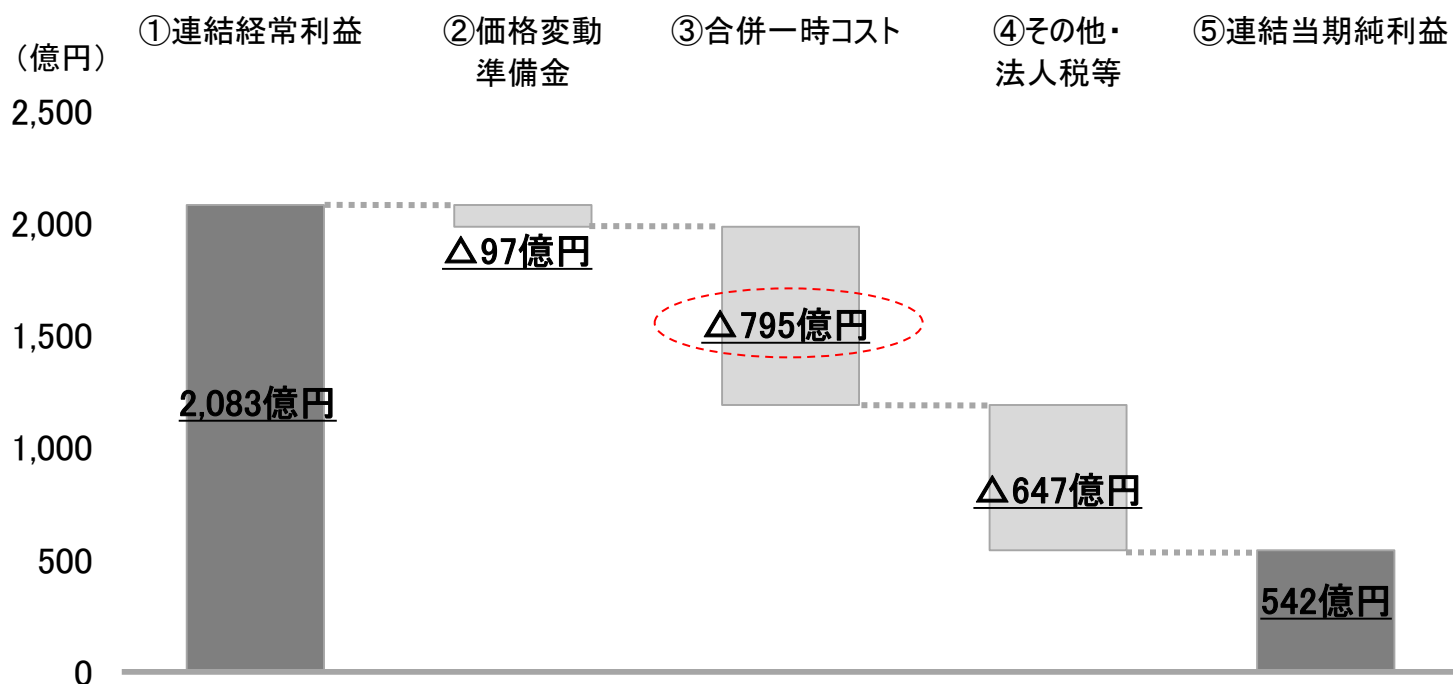 ①連結経常利益
②価格変動
準備金
③合併一時コスト
④その他・
法人税等
⑤連結当期純利益
（億円）
2,500
2,000
1,500
1,000
500
0
2,083億円
△97億円
△795億円
△647億円
542億円